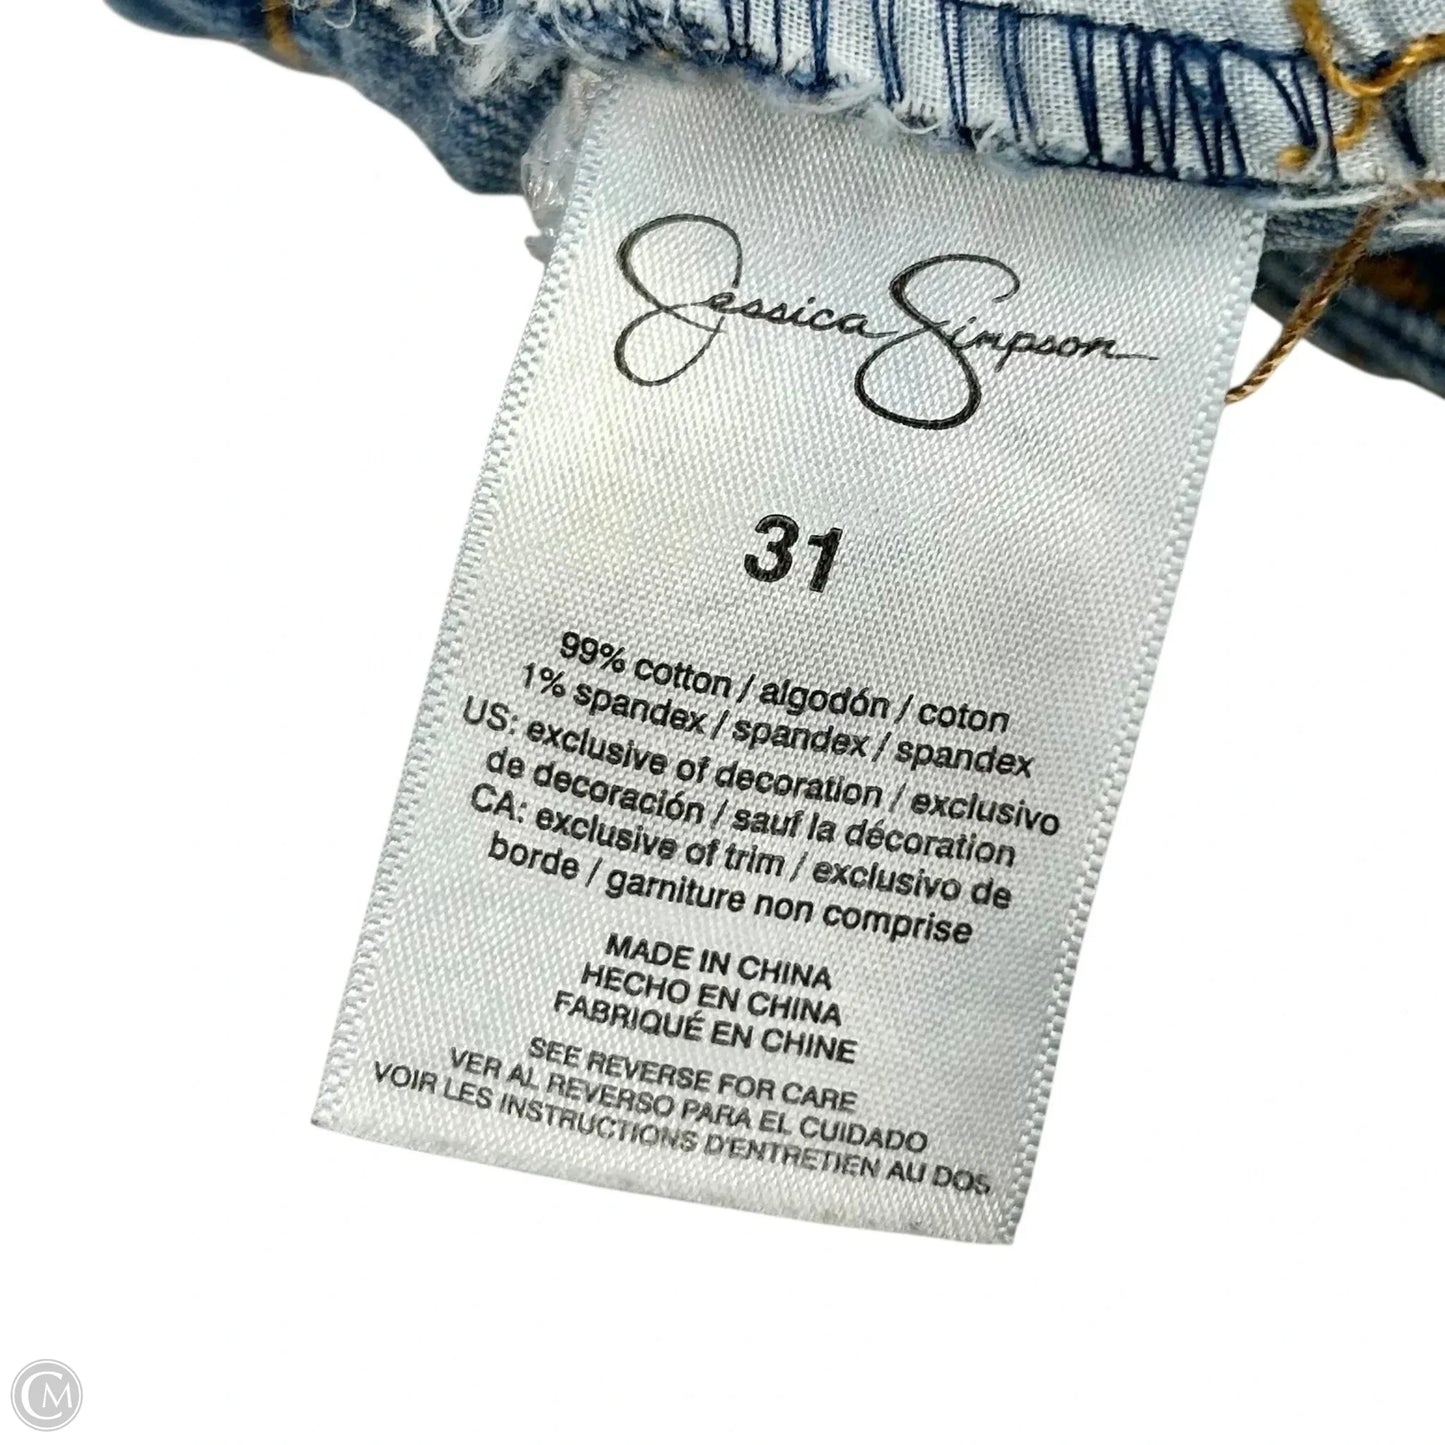 Jessica Simpson
31
99% cotton / algodón / coton
1% spandex / spandex / spandex
US: exclusive of decoration / exclusivo
de decoración / sauf la décoration
CA: exclusive of trim / exclusivo de
borde / garniture non comprise
MADE IN CHINA
HECHO EN CHINA
FABRIQUÉ EN CHINE
SEE REVERSE FOR CARE
VER AL REVERSO PARA EL CUIDADO
VOIR LES INSTRUCTIONS D'ENTRETIEN AU DOS
CM